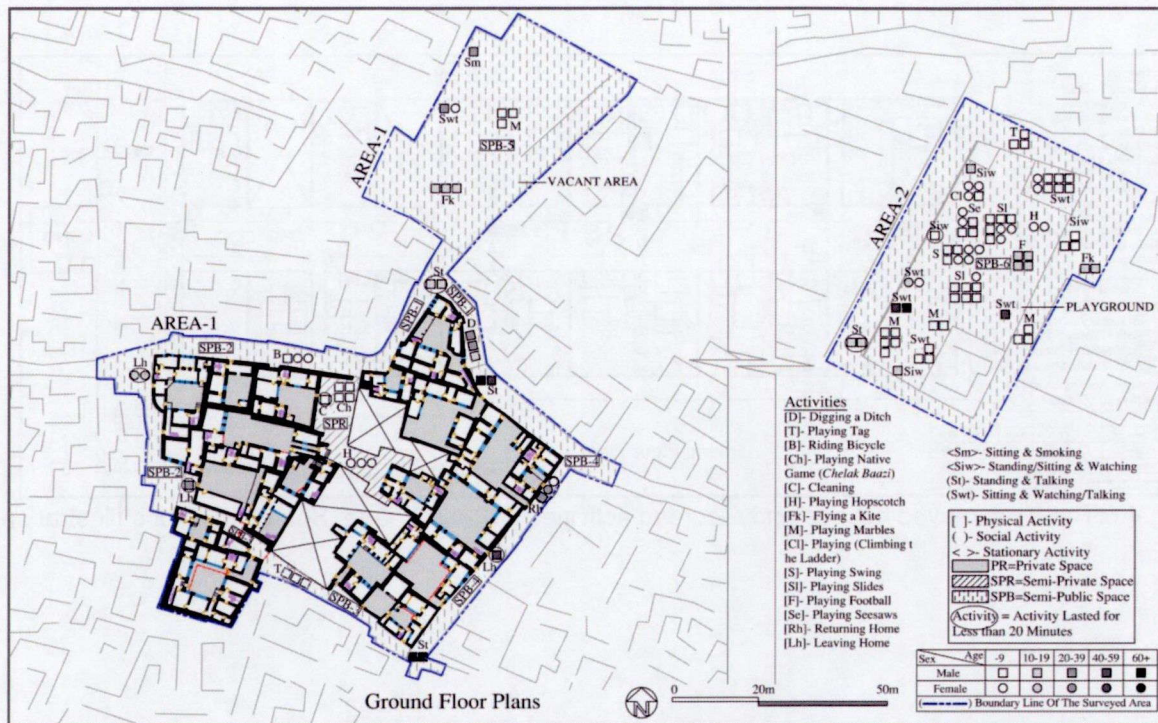 Sm
Swt
M
SPB-5
AREA-1
VACANT AREA
Fk
St
SPB-1
SPB-1
D
AREA-1
SPB-2
B
Lh
St
C
Ch
SPR
H
SPB-2
Lh
SPB-4
Rh
Lh
T
SPB-3
SPB-4
St
T
AREA-2
Siw
Swt
Cl
Se
Sl
H
Siw
Siw
F
S
SPB-6
Fk
Swt
Sl
Swt
Swt
PLAYGROUND
M
M
M
St
Swt
Siw
Activities
[D]- Digging a Ditch
[T]- Playing Tag
[B]- Riding Bicycle
[Ch]- Playing Native
Game (Chelak Baazi)
[C]- Cleaning
[H]- Playing Hopscotch
[Fk]- Flying a Kite
[M]- Playing Marbles
[Cl]- Playing (Climbing t
he Ladder)
[S]- Playing Swing
[Sl]- Playing Slides
[F]- Playing Football
[Se]- Playing Seesaws
[Rh]- Returning Home
[Lh]- Leaving Home
<Sm>- Sitting & Smoking
<Siw>- Standing/Sitting & Watching
(St)- Standing & Talking
(Swt)- Sitting & Watching/Talking
[ ]- Physical Activity
( )- Social Activity
< >- Stationary Activity
PR=Private Space
SPR=Semi-Private Space
SPB=Semi-Public Space
Activity = Activity Lasted for
Less than 20 Minutes
Sex Age -9 10-19 20-39 40-59 60+
Male
Female
(—·—) Boundary Line Of The Surveyed Area
Ground Floor Plans
N
0 20m 50m